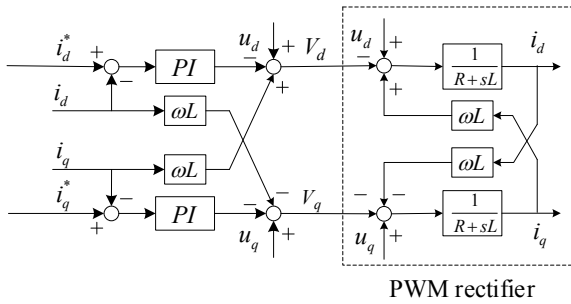 i_d^* + − PI − u_d + V_d + u_d + − + 1/(R+sL) i_d
i_d ωL ωL
i_q ωL ωL
i_q^* − + PI − − V_q + u_q − − u_q + 1/(R+sL) i_q
PWM rectifier